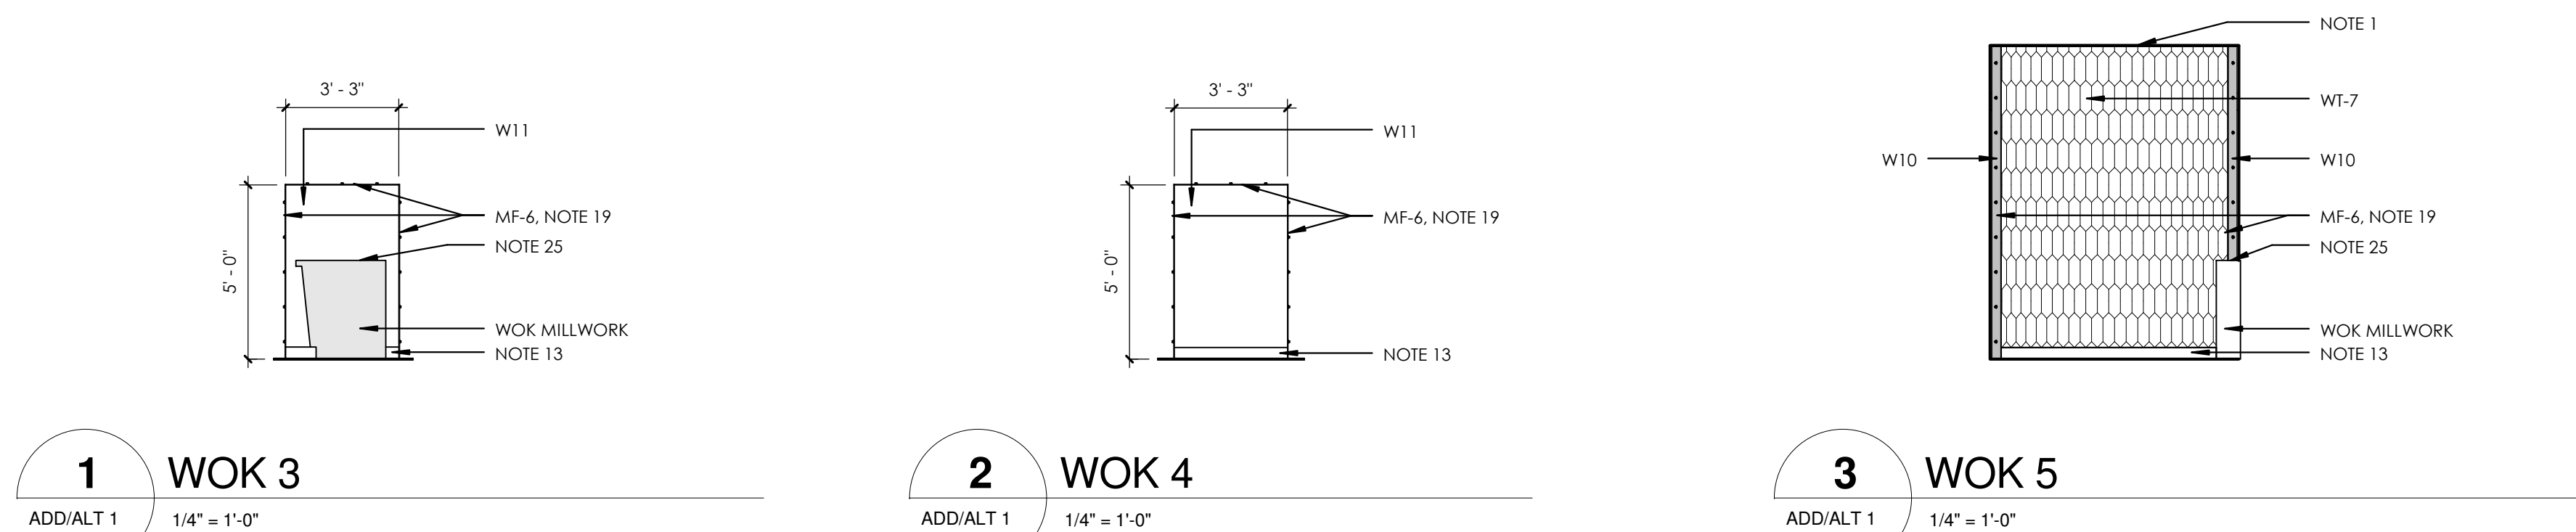 3' - 3"
W11
MF-6, NOTE 19
NOTE 25
5' - 0"
WOK MILLWORK
NOTE 13
1
WOK 3
ADD/ALT 1
1/4" = 1'-0"
3' - 3"
W11
MF-6, NOTE 19
5' - 0"
NOTE 13
2
WOK 4
ADD/ALT 1
1/4" = 1'-0"
NOTE 1
WT-7
W10
W10
MF-6, NOTE 19
NOTE 25
WOK MILLWORK
NOTE 13
3
WOK 5
ADD/ALT 1
1/4" = 1'-0"